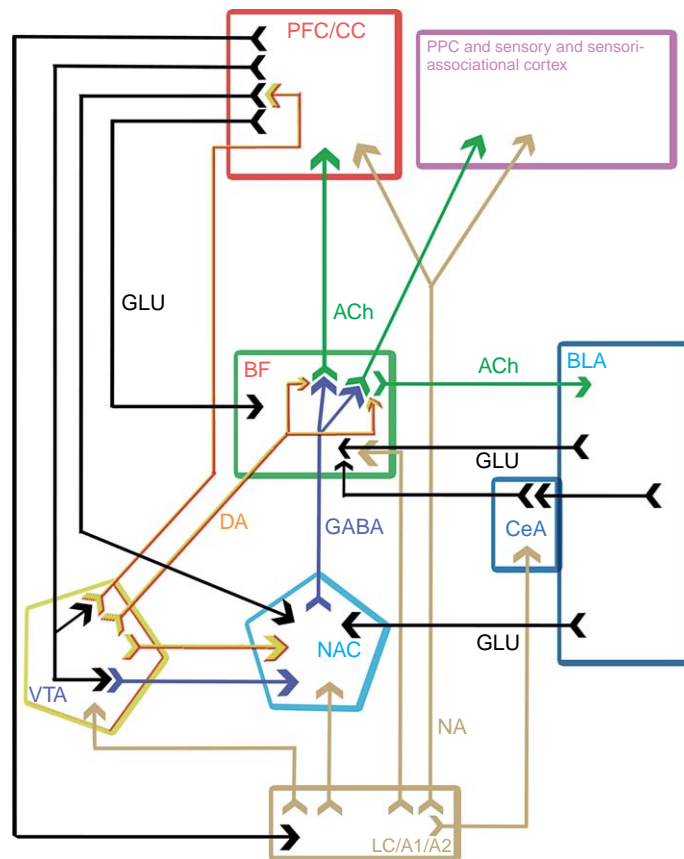 PFC/CC
PPC and sensory and sensori-
associational cortex
GLU
ACh
BF
ACh
BLA
GLU
CeA
DA
GABA
NAC
GLU
VTA
NA
LC/A1/A2